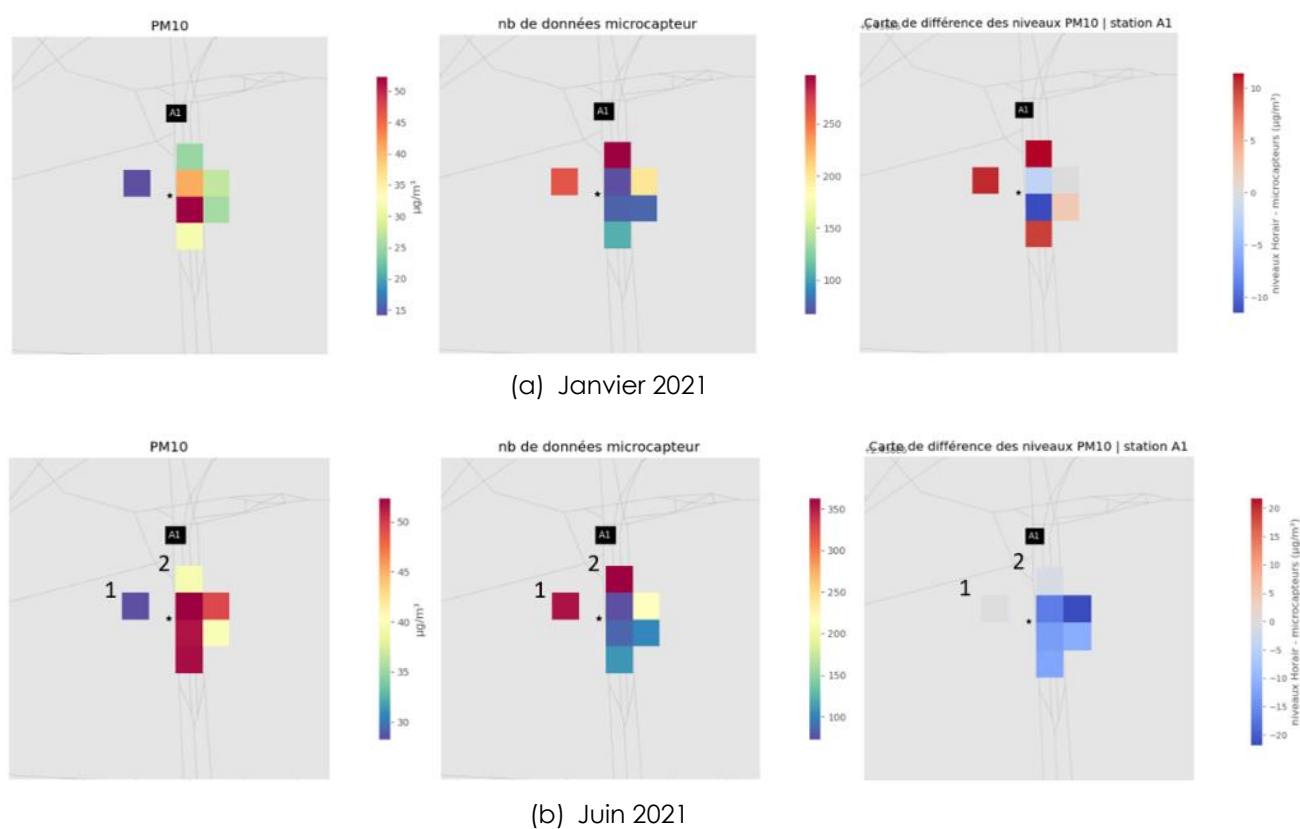 PM10
nb de données microcapteur
Carte de différence des niveaux PM10 | station A1
A1
50
45
40
35
30
25
20
15
µg/m³
A1
250
200
150
100
A1
10
5
0
−5
−10
niveaux Horair - microcapteurs (µg/m³)
(a) Janvier 2021
PM10
nb de données microcapteur
Carte de différence des niveaux PM10 | station A1
A1
2
1
50
45
40
35
30
µg/m³
A1
2
1
350
300
250
200
150
100
A1
2
1
20
15
10
5
0
−5
−10
−15
−20
niveaux Horair - microcapteurs (µg/m³)
(b) Juin 2021